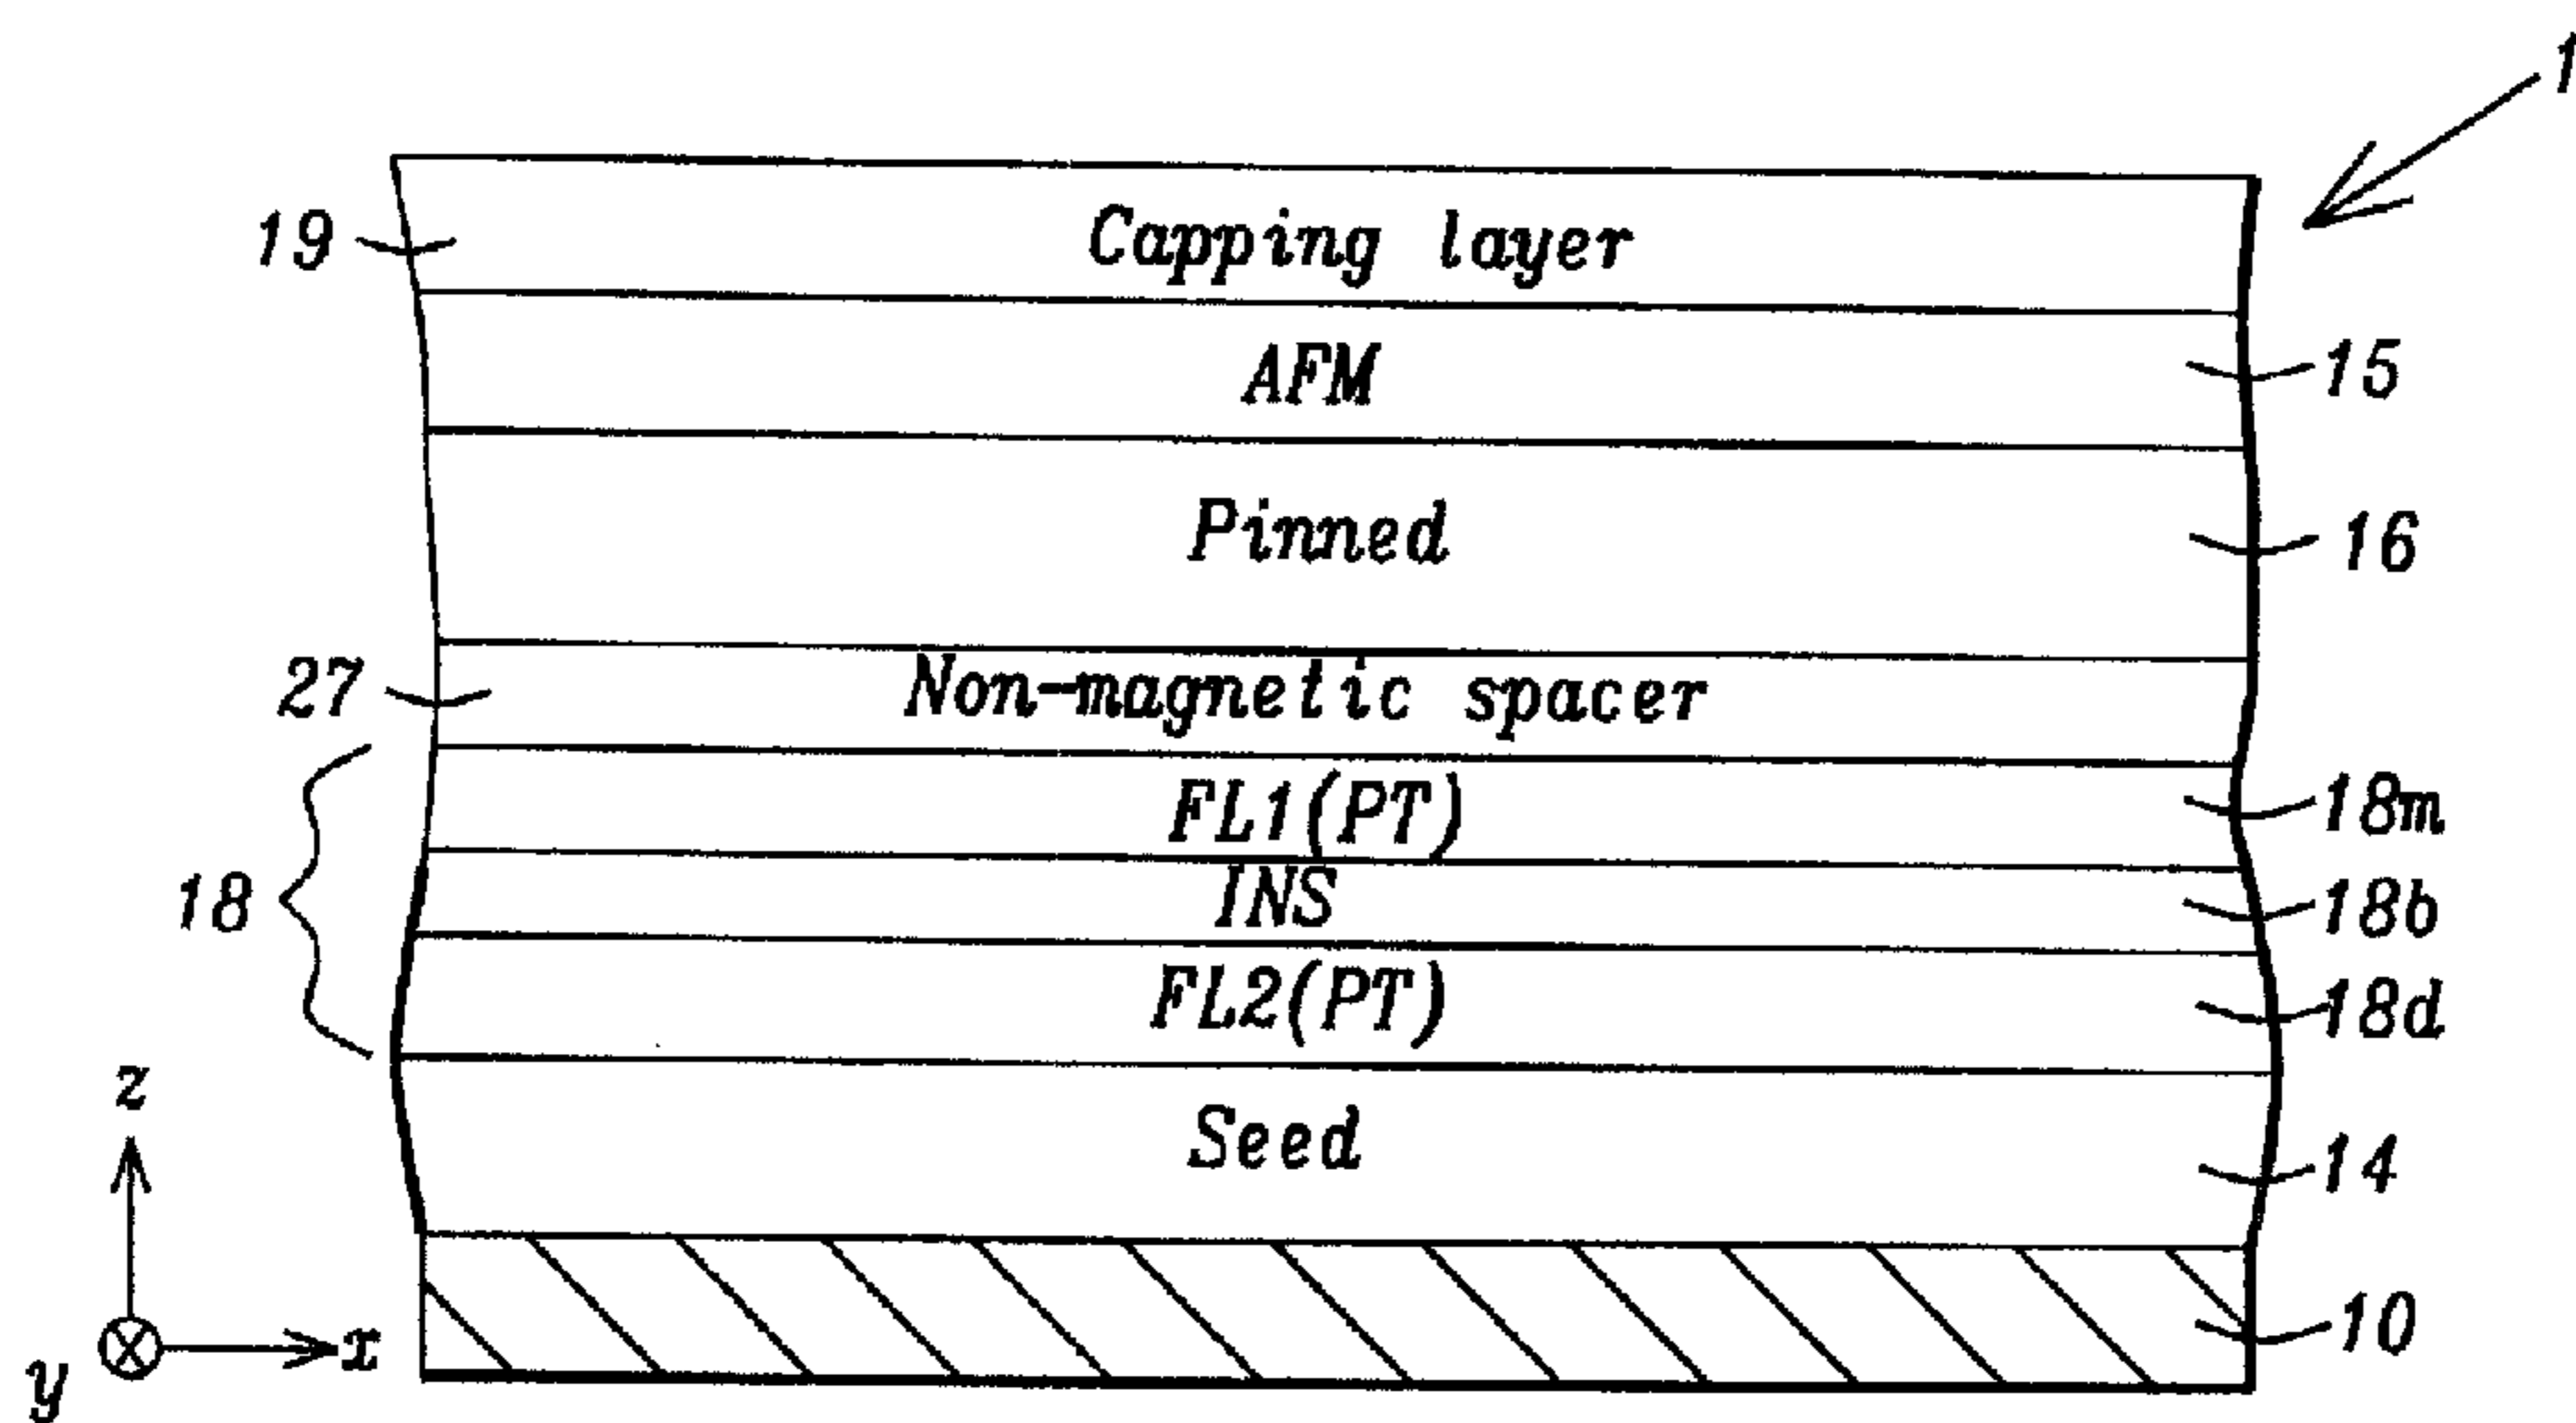 1
19 Capping layer
AFM 15
Pinned 16
27 Non-magnetic spacer
FL1(PT) 18m
18 INS 18b
FL2(PT) 18d
z
Seed 14
10
y x